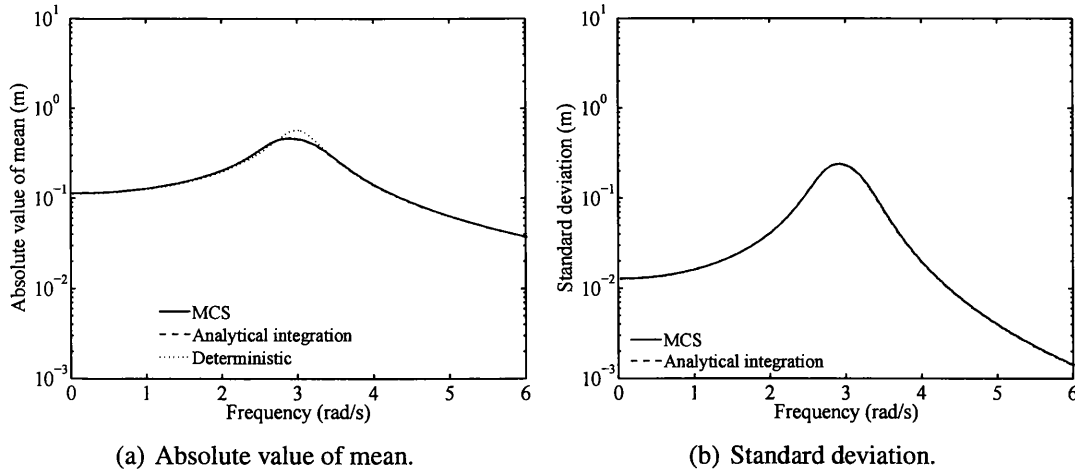 Absolute value of mean (m)
10^1
10^0
10^-1
10^-2
10^-3
MCS
Analytical integration
Deterministic
0 1 2 3 4 5 6
Frequency (rad/s)
(a) Absolute value of mean.
Standard deviation (m)
10^1
10^0
10^-1
10^-2
10^-3
MCS
Analytical integration
0 1 2 3 4 5 6
Frequency (rad/s)
(b) Standard deviation.